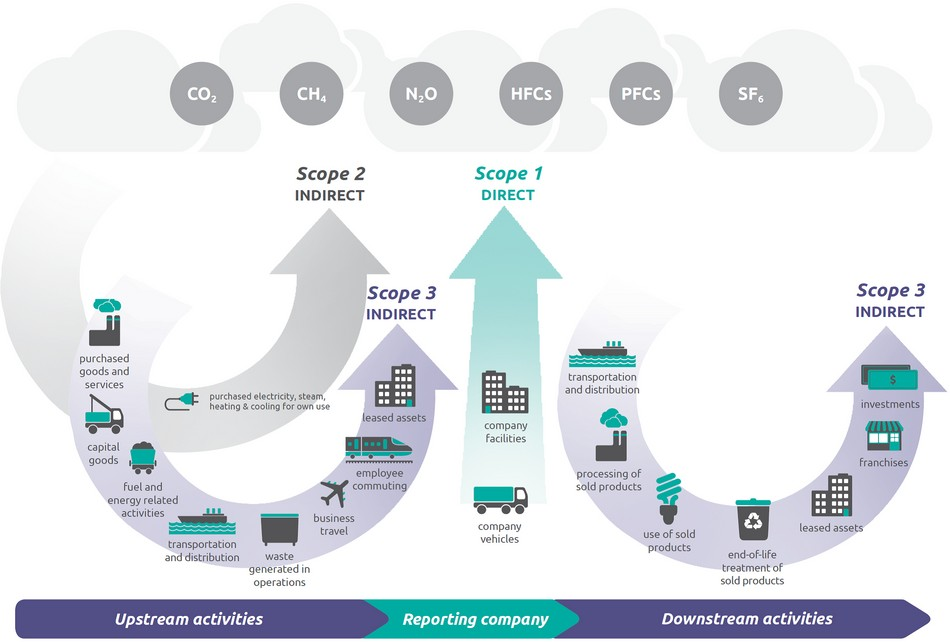 CO₂
CH₄
N₂O
HFCs
PFCs
SF₆
Scope 2
INDIRECT
Scope 1
DIRECT
Scope 3
INDIRECT
Scope 3
INDIRECT
purchased
goods and
services
capital
goods
fuel and
energy related
activities
transportation
and distribution
waste
generated in
operations
business
travel
employee
commuting
leased assets
purchased electricity, steam,
heating & cooling for own use
company
facilities
company
vehicles
transportation
and distribution
processing of
sold products
use of sold
products
end-of-life
treatment of
sold products
leased assets
franchises
$
investments
Upstream activities
Reporting company
Downstream activities